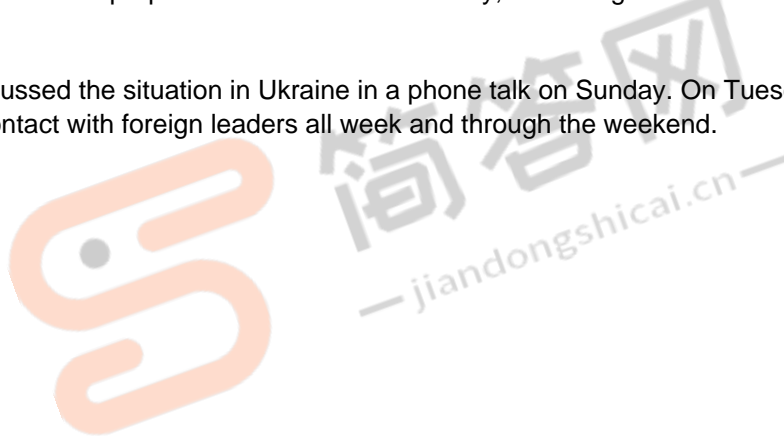 ussed the situation in Ukraine in a phone talk on Sunday. On Tues
ontact with foreign leaders all week and through the weekend.
简答网
jiandongshicai.cn